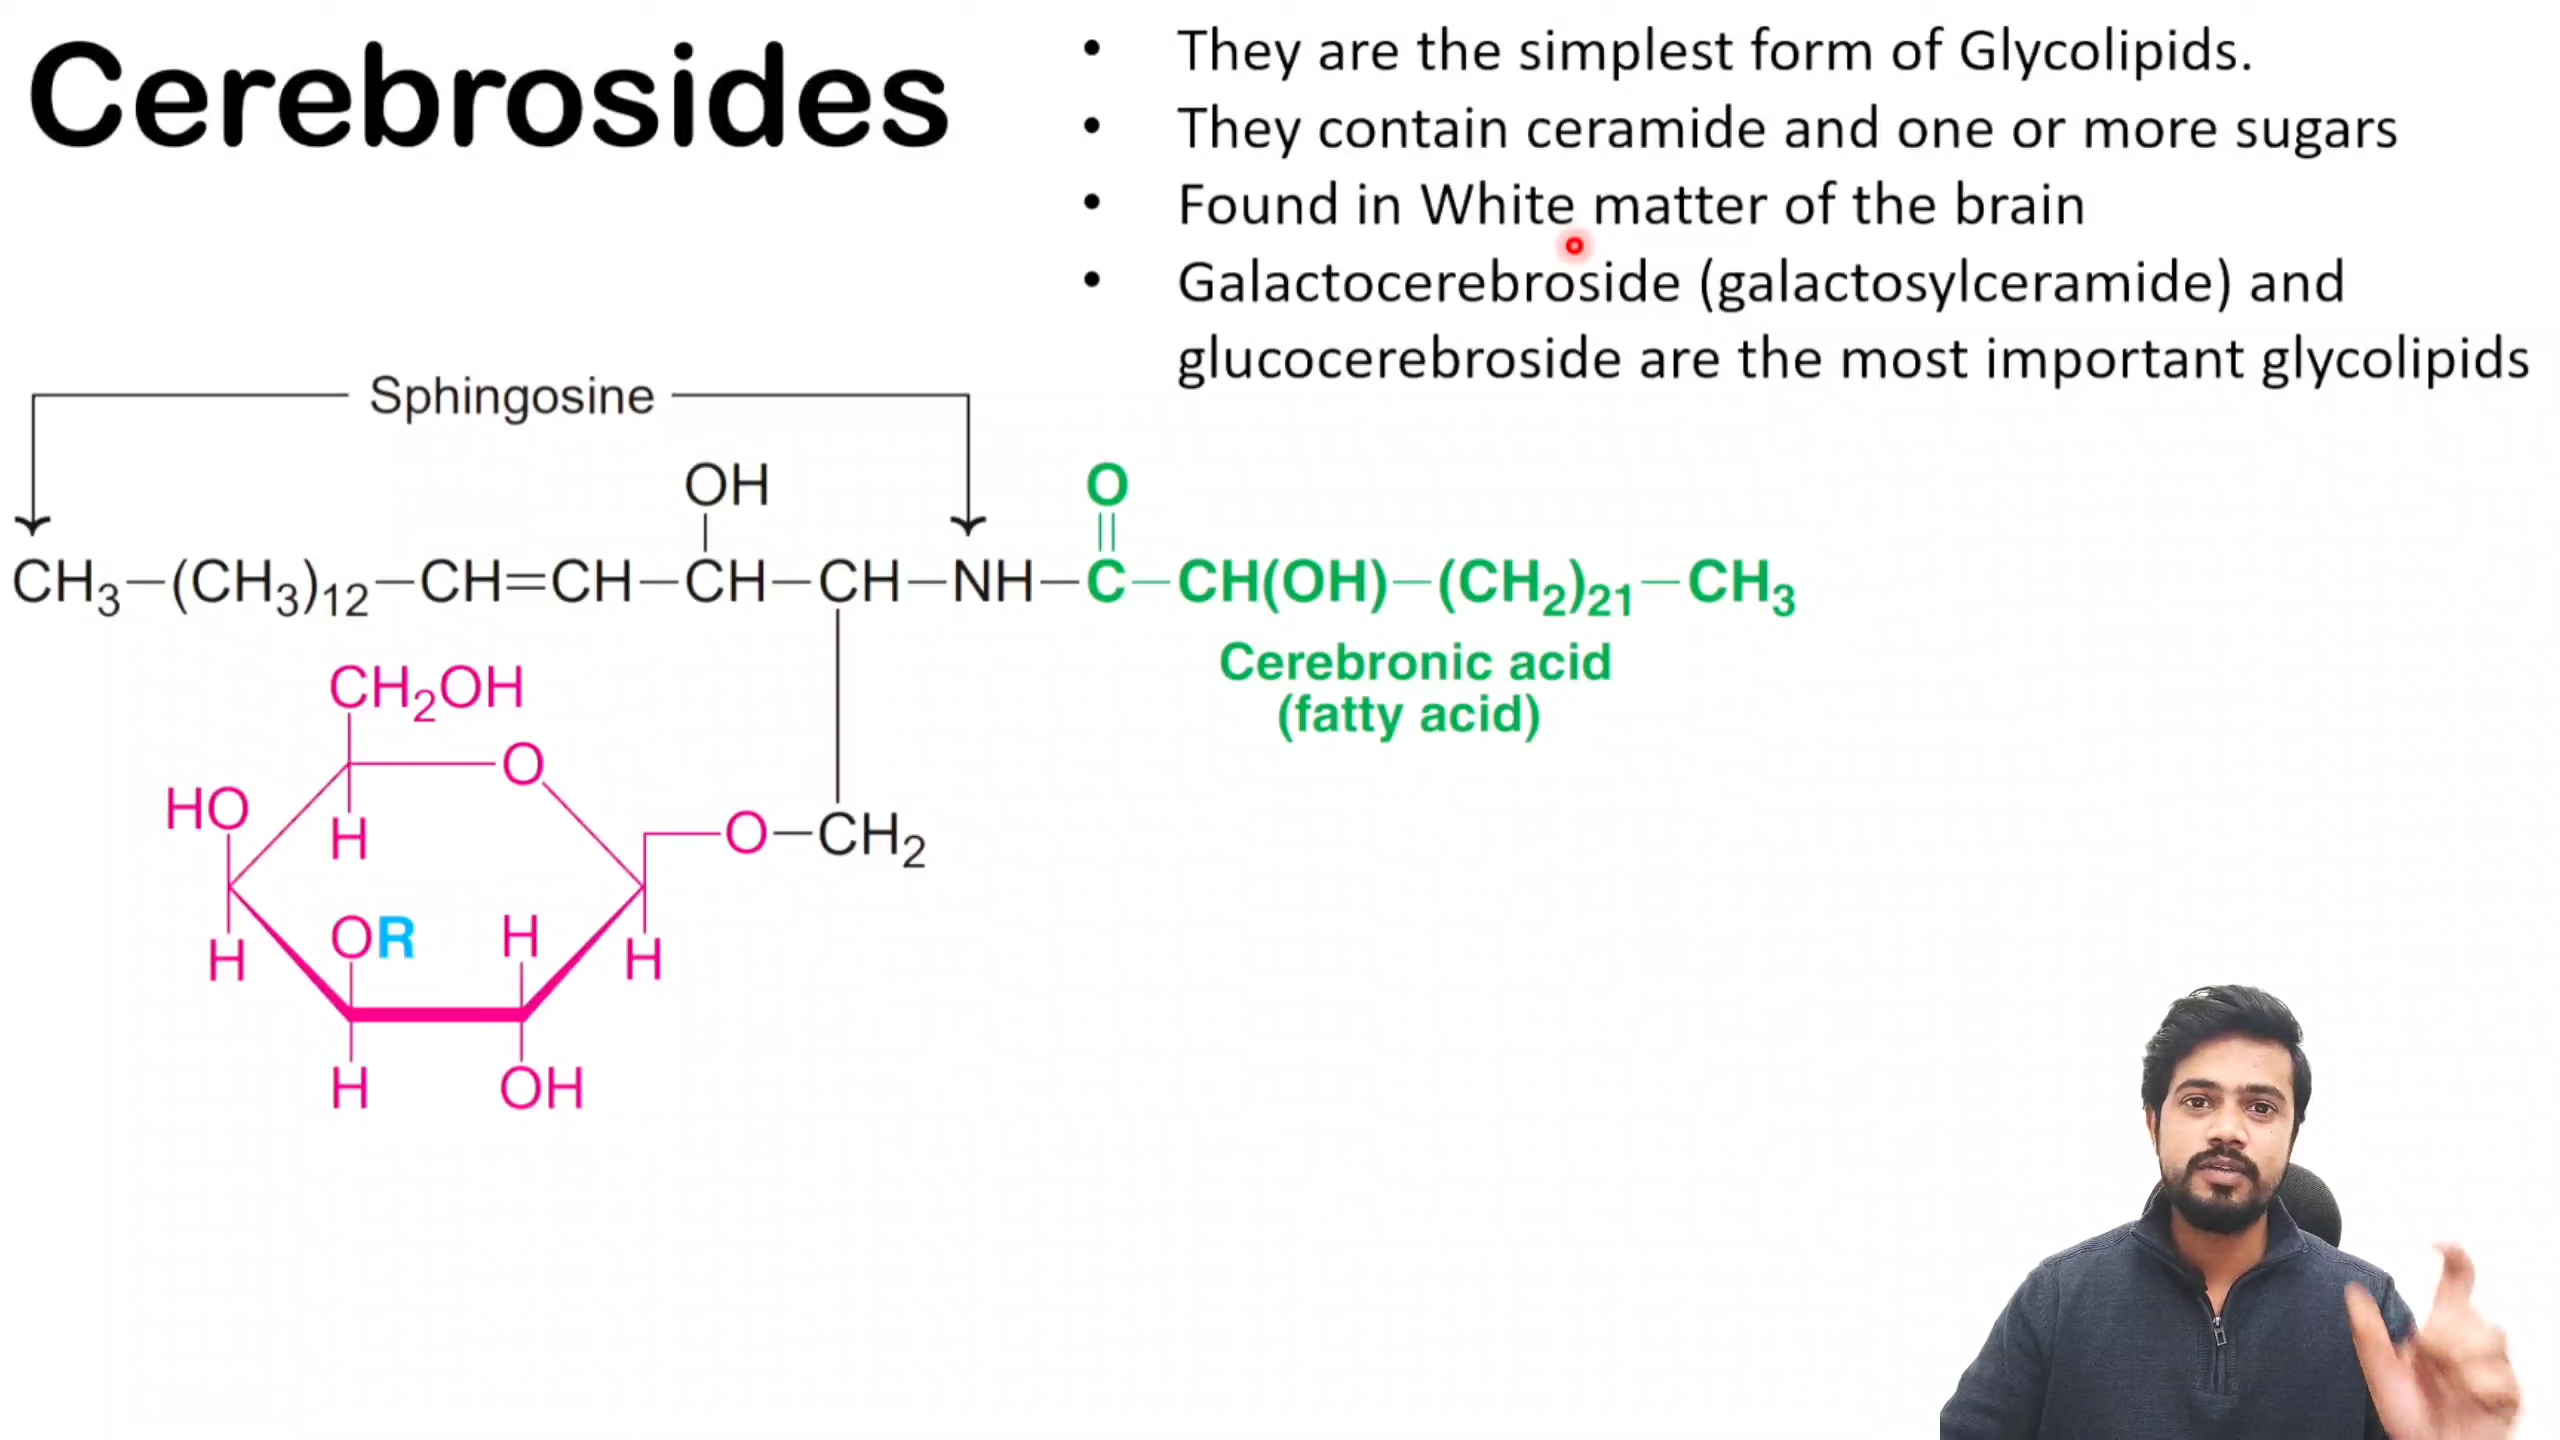 Cerebrosides
• They are the simplest form of Glycolipids.
• They contain ceramide and one or more sugars
• Found in White matter of the brain
• Galactocerebroside (galactosylceramide) and
glucocerebroside are the most important glycolipids
Sphingosine
OH
O
CH₃—(CH₃)₁₂—CH=CH—CH—CH—NH—C—CH(OH)—(CH₂)₂₁—CH₃
Cerebronic acid
(fatty acid)
CH₂OH
O
HO
H
O—CH₂
OR
H
H
H
H
OH